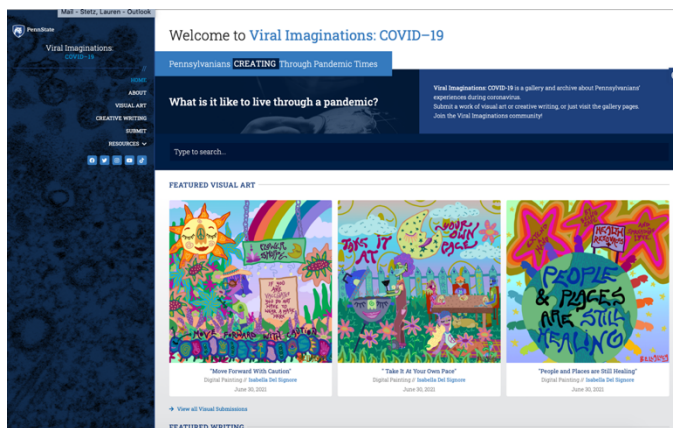 Mail - Stetz, Lauren - Outlook
PennState
Viral Imaginations:
COVID-19
HOME
ABOUT
VISUAL ART
CREATIVE WRITING
SUBMIT
RESOURCES
Welcome to Viral Imaginations: COVID-19
Pennsylvanians CREATING Through Pandemic Times
What is it like to live through a pandemic?
Viral Imaginations: COVID-19 is a gallery and archive about Pennsylvanians'
experiences during coronavirus.
Submit a work of visual art or creative writing, or just visit the gallery pages.
Join the Viral Imaginations community!
Type to search...
FEATURED VISUAL ART
FLOWER
MOVE FORWARD WITH CAUTION
TAKE IT
AT
YOUR
OWN
PACE
HEALTH
PEOPLE
& PLACES
ARE STILL
HEALING
"Move Forward With Caution"
Digital Painting // Isabella Del Signore
June 30, 2021
" Take It At Your Own Pace"
Digital Painting // Isabella Del Signore
June 30, 2021
"People and Places are Still Healing"
Digital Painting // Isabella Del Signore
June 30, 2021
→ View all Visual Submissions
FEATURED WRITING